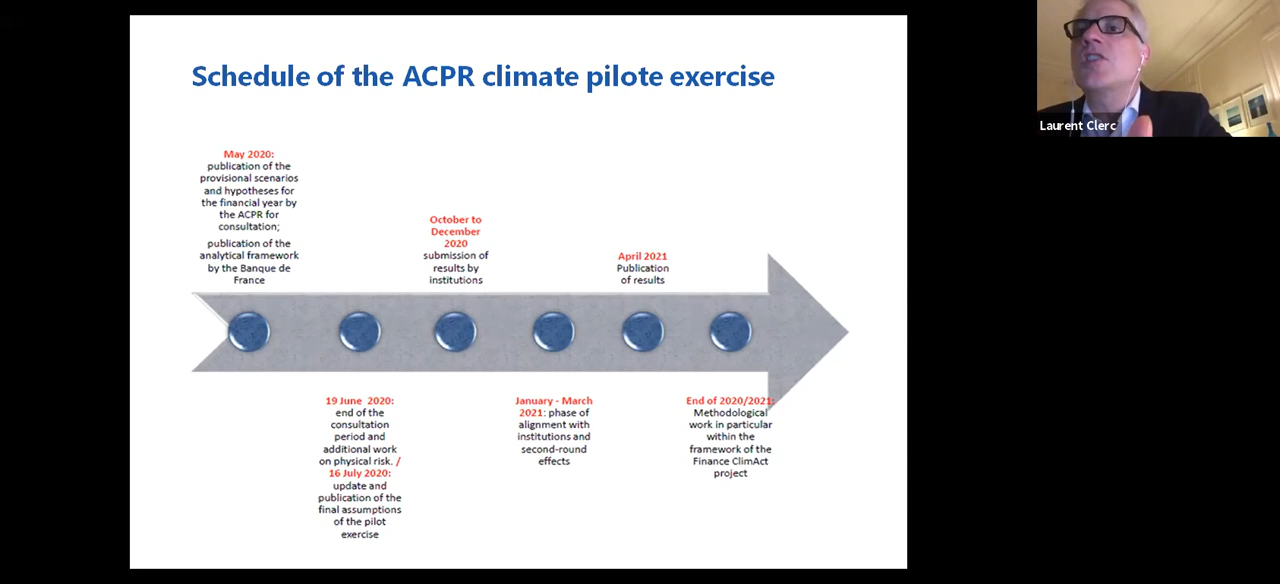 Schedule of the ACPR climate pilote exercise
Laurent Clerc
May 2020:
publication of the
provisional scenarios
and hypotheses for
the financial year by
the ACPR for
consultation;
publication of the
analytical framework
by the Banque de
France
October to
December
2020
submission of
results by
institutions
April 2021
Publication
of results
19 June 2020:
end of the
consultation
period and
additional work
on physical risk. /
16 July 2020:
update and
publication of the
final assumptions
of the pilot
exercise
January - March
2021: phase of
alignment with
institutions and
second-round
effects
End of 2020/2021:
Methodological
work in particular
within the
framework of the
Finance ClimAct
project